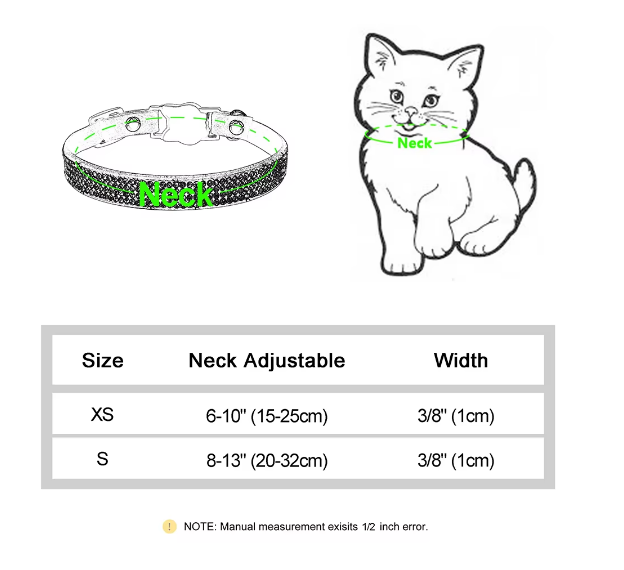 Neck
Neck
Size Neck Adjustable Width
XS 6-10" (15-25cm) 3/8" (1cm)
S 8-13" (20-32cm) 3/8" (1cm)
! NOTE: Manual measurement exisits 1/2 inch error.